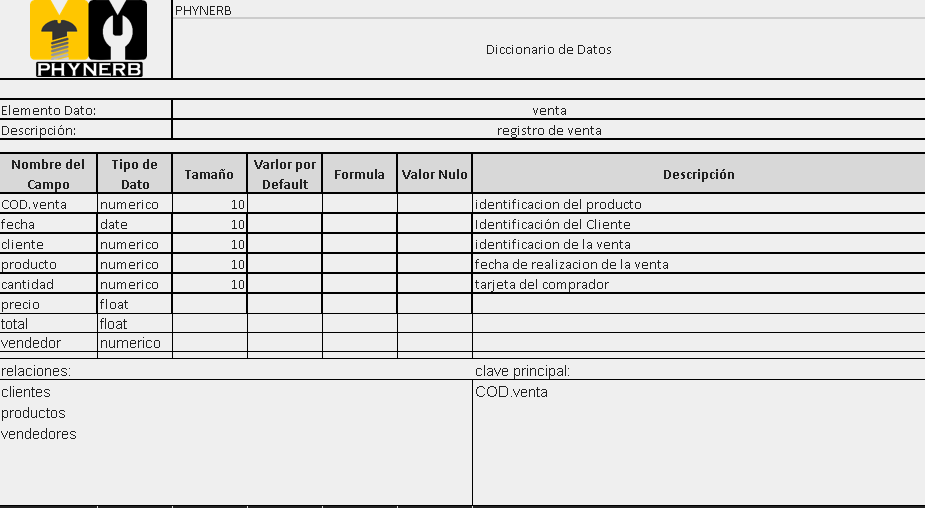 PHYNERB
PHYNERB
Diccionario de Datos
Elemento Dato: venta
Descripción: registro de venta
Nombre del Campo Tipo de Dato Tamaño Varlor por Default Formula Valor Nulo Descripción
COD.venta numerico 10 identificacion del producto
fecha date 10 Identificación del Cliente
cliente numerico 10 identificacion de la venta
producto numerico 10 fecha de realizacion de la venta
cantidad numerico 10 tarjeta del comprador
precio float
total float
vendedor numerico
relaciones: clave principal:
clientes COD.venta
productos
vendedores